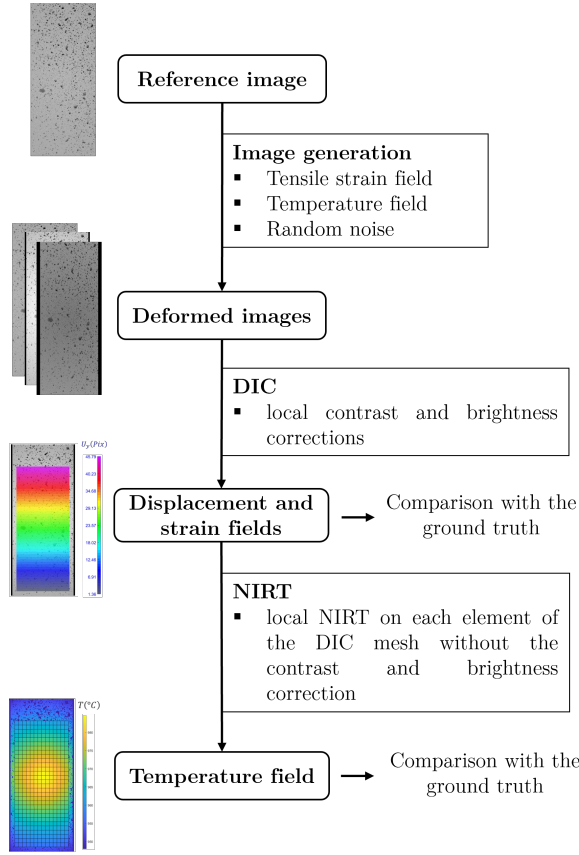 Reference image
Image generation
▪ Tensile strain field
▪ Temperature field
▪ Random noise
Deformed images
DIC
▪ local contrast and brightness
corrections
U_y(Pix)
Displacement and
strain fields
Comparison with the
ground truth
NIRT
▪ local NIRT on each element of
the DIC mesh without the
contrast and brightness
correction
T(°C)
Temperature field
Comparison with the
ground truth